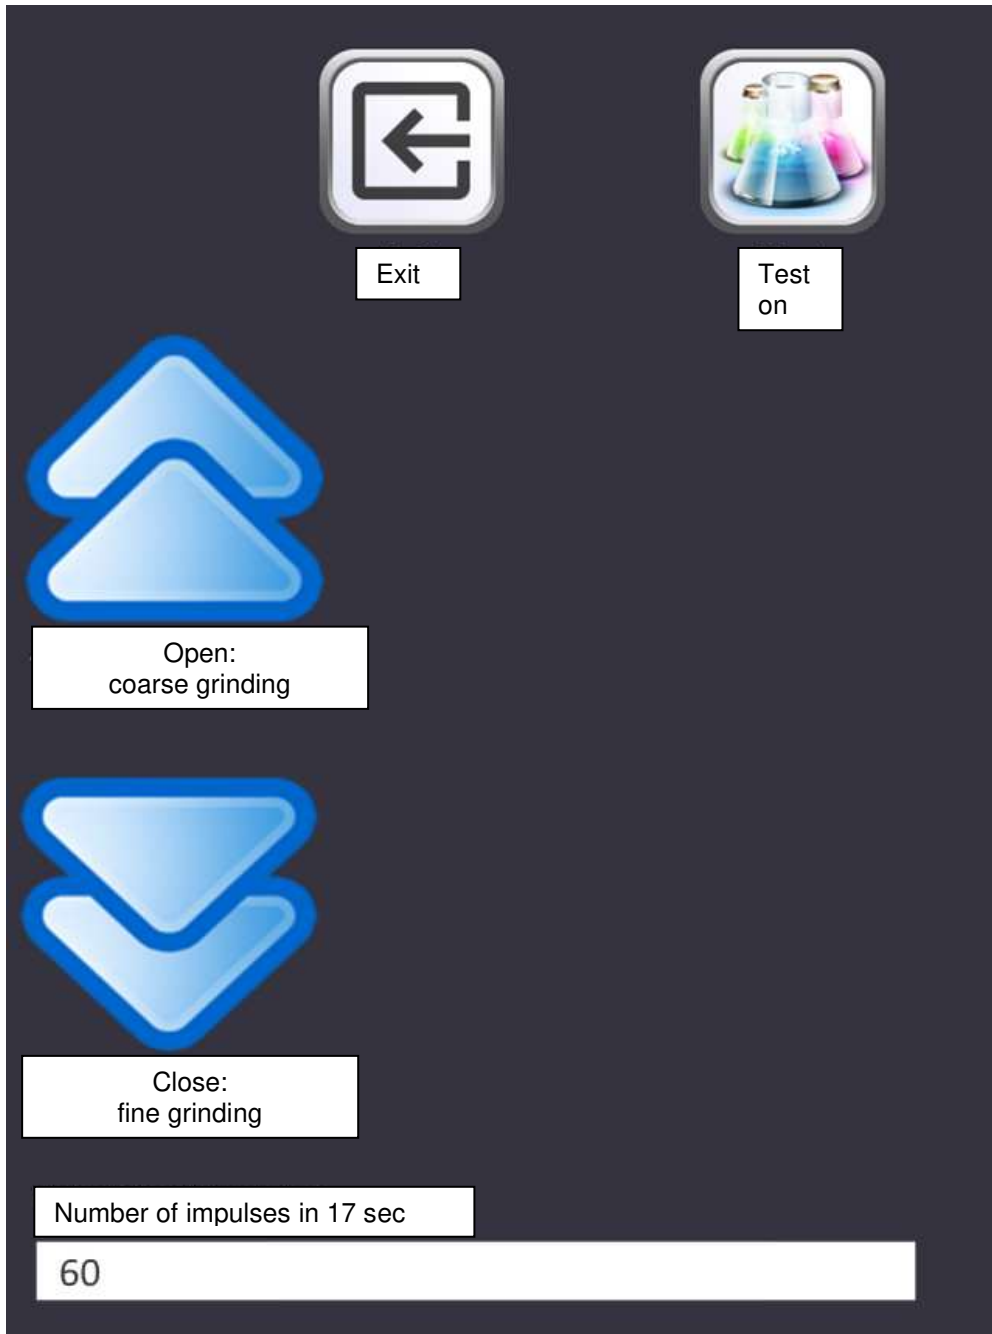 Exit
Test
on
Open:
coarse grinding
Close:
fine grinding
Number of impulses in 17 sec
60